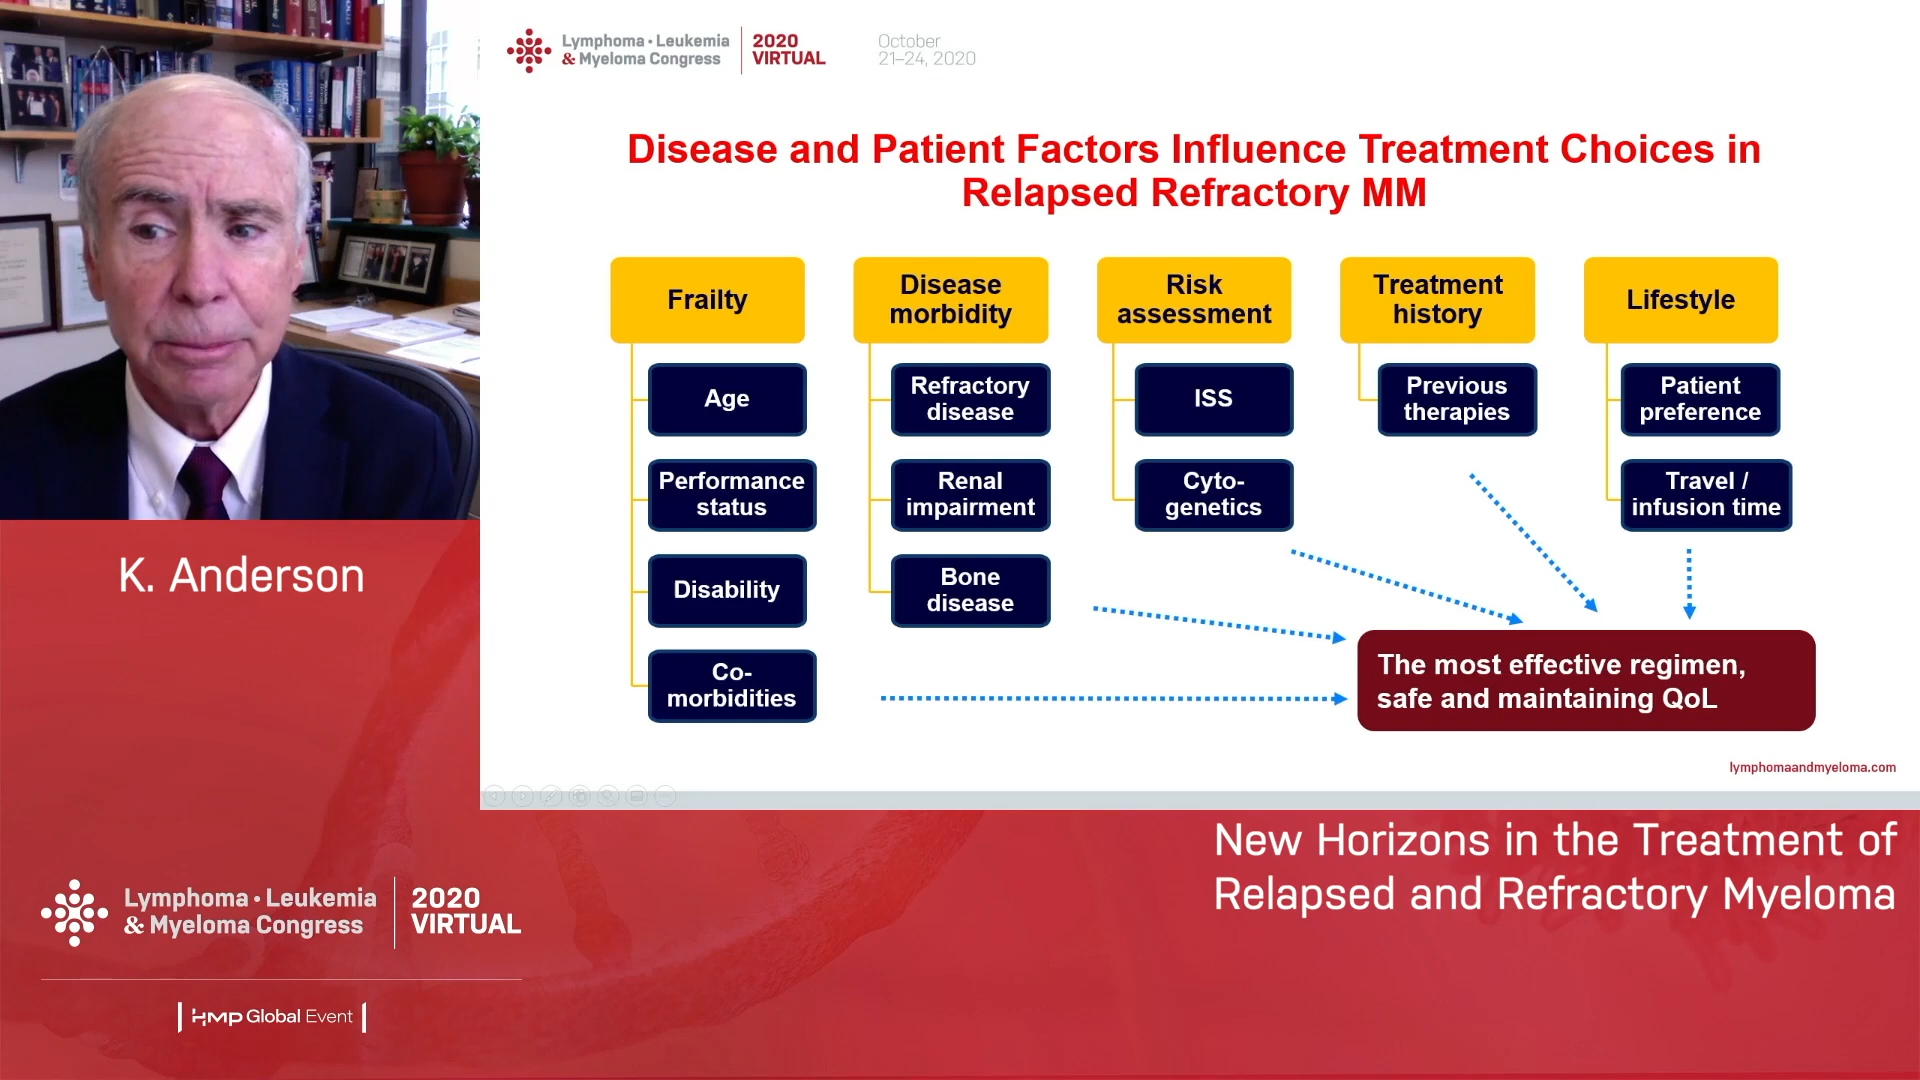 Lymphoma • Leukemia
& Myeloma Congress
2020
VIRTUAL
October
21–24, 2020
Disease and Patient Factors Influence Treatment Choices in
Relapsed Refractory MM
Frailty
Age
Performance
status
Disability
Co-
morbidities
Disease
morbidity
Refractory
disease
Renal
impairment
Bone
disease
Risk
assessment
ISS
Cyto-
genetics
Treatment
history
Previous
therapies
Lifestyle
Patient
preference
Travel /
infusion time
The most effective regimen,
safe and maintaining QoL
lymphomaandmyeloma.com
K. Anderson
New Horizons in the Treatment of
Relapsed and Refractory Myeloma
Lymphoma • Leukemia
& Myeloma Congress
2020
VIRTUAL
HMP Global Event